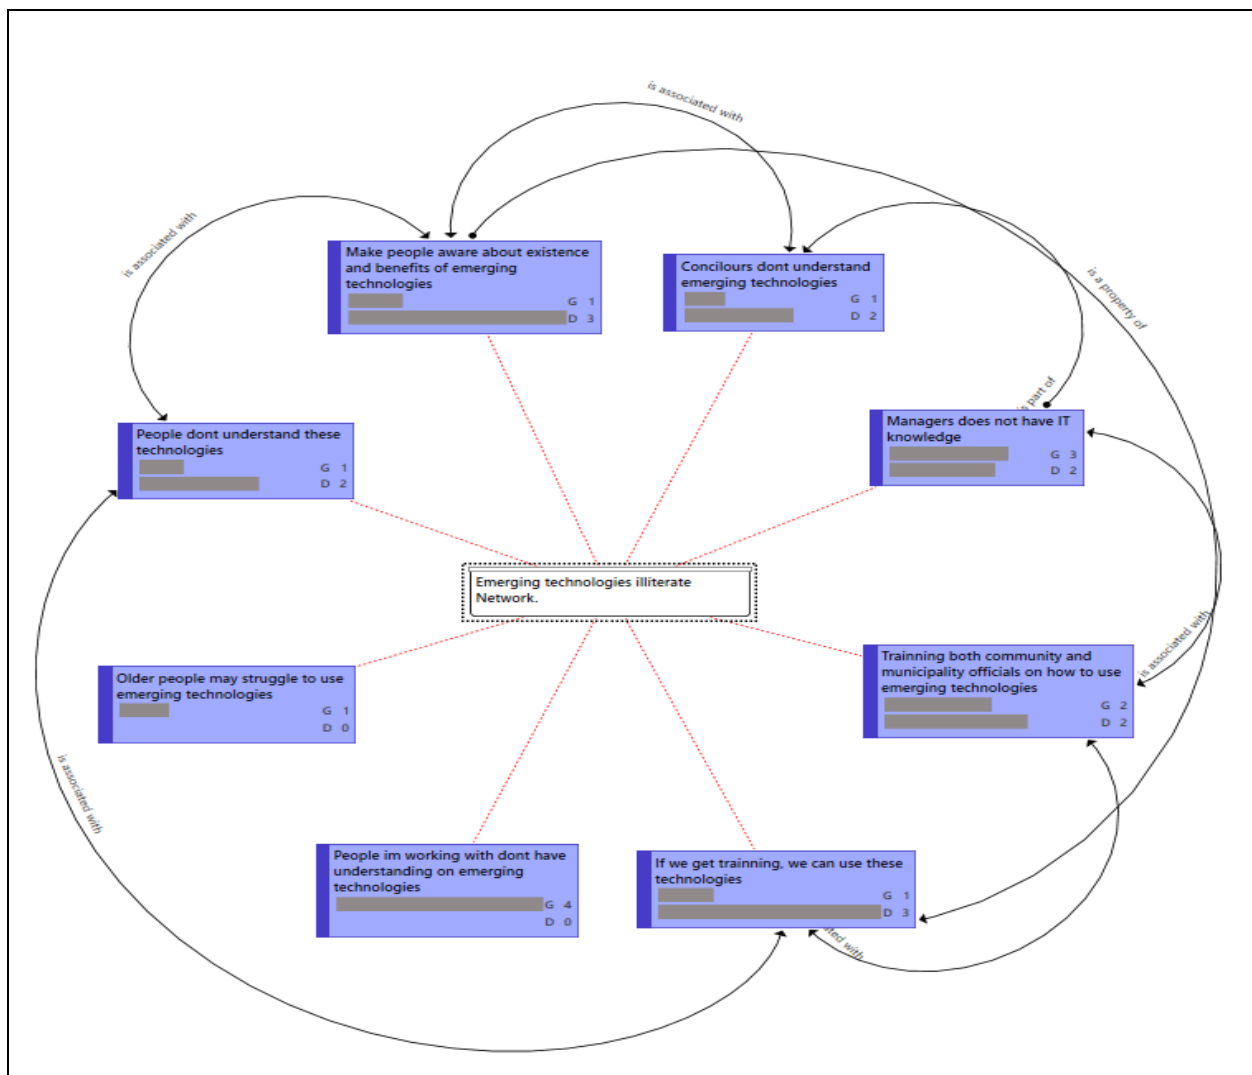 is associated with
is associated with
Make people aware about existence
and benefits of emerging
technologies
G 1
D 3
Concilours dont understand
emerging technologies
G 1
D 2
is a property of
is part of
People dont understand these
technologies
G 1
D 2
Managers does not have IT
knowledge
G 3
D 2
Emerging technologies illiterate
Network.
is associated with
Older people may struggle to use
emerging technologies
G 1
D 0
Trainning both community and
municipality officials on how to use
emerging technologies
G 2
D 2
is associated with
People im working with dont have
understanding on emerging
technologies
G 4
D 0
If we get trainning, we can use these
technologies
G 1
D 3
with